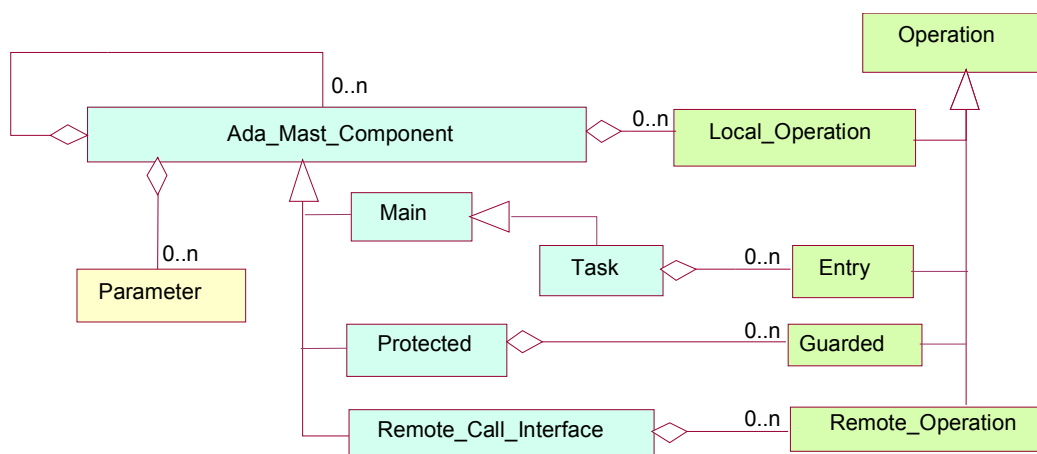 Operation
0..n
Ada_Mast_Component
0..n
Local_Operation
Main
0..n
Parameter
Task
0..n
Entry
Protected
0..n
Guarded
Remote_Call_Interface
0..n
Remote_Operation